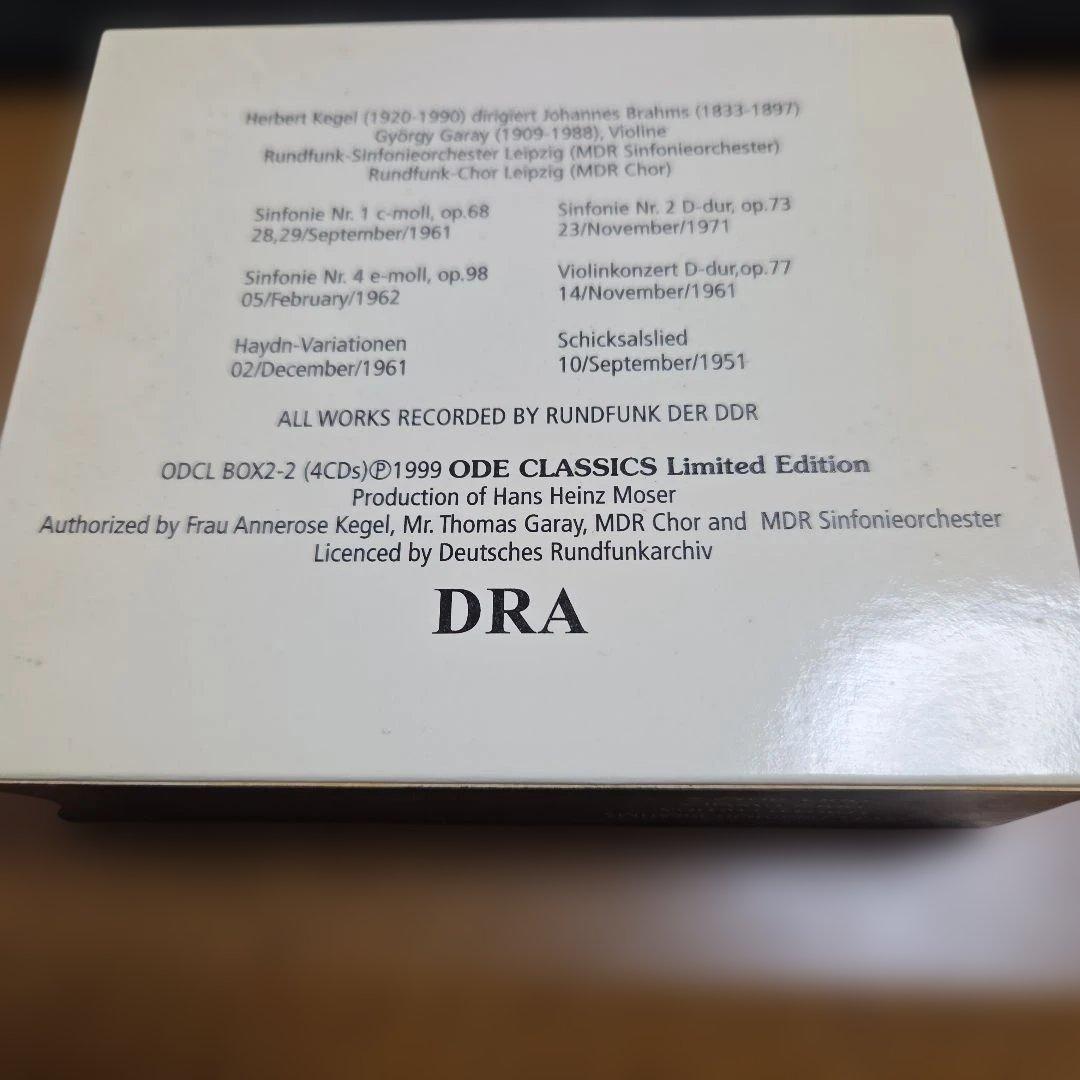 Herbert Kegel (1920-1990) dirigiert Johannes Brahms (1833-1897)
György Garay (1909-1988), Violine
Rundfunk-Sinfonieorchester Leipzig (MDR Sinfonieorchester)
Rundfunk-Chor Leipzig (MDR Chor)
Sinfonie Nr. 1 c-moll, op.68
28,29/September/1961
Sinfonie Nr. 2 D-dur, op.73
23/November/1971
Sinfonie Nr. 4 e-moll, op.98
05/February/1962
Violinkonzert D-dur,op.77
14/November/1961
Haydn-Variationen
02/December/1961
Schicksalslied
10/September/1951
ALL WORKS RECORDED BY RUNDFUNK DER DDR
ODCL BOX2-2 (4CDs)℗1999 ODE CLASSICS Limited Edition
Production of Hans Heinz Moser
Authorized by Frau Annerose Kegel, Mr. Thomas Garay, MDR Chor and MDR Sinfonieorchester
Licenced by Deutsches Rundfunkarchiv
DRA